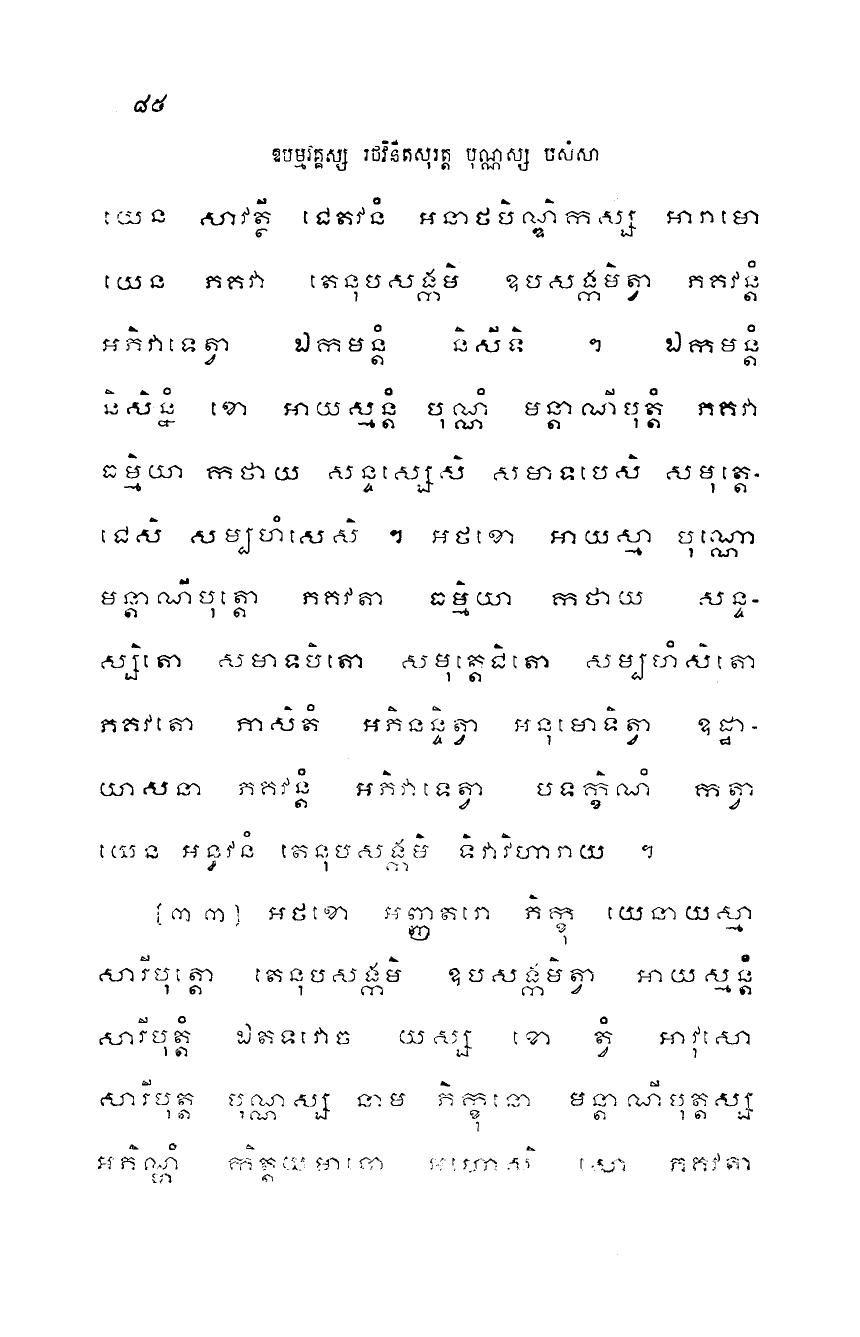 ៨៥
ឱបម្មវគ្គស្ស រថវិនីតសុរត្ត បុណ្ណស្ស បសំសា
យេន សាវត្ថី ជេតវនំ អនាថបិណ្ឌិកស្ស អារាមោ
យេន ភគវា តេនុបសង្កមិ ឧបសង្កមិត្វា ភគវន្តំ
អភិវាទេត្វា ឯកមន្តំ និសីទិ ។ ឯកមន្តំ
និសិន្នំ ខោ អាយស្មន្តំ បុណ្ណំ មន្តាណីបុត្តំ ភគវា
ធម្មិយា កថាយ សន្ទស្សេសិ សមាទបេសិ សមុត្តេ-
ជេសិ សម្បហំសេសិ ។ អថខោ អាយស្មា បុណ្ណោ
មន្តាណីបុត្តោ ភគវតា ធម្មិយា កថាយ សន្ទ-
ស្សិតោ សមាទបិតោ សមុត្តេជិតោ សម្បហំសិតោ
ភគវតោ ភាសិតំ អភិនន្ទិត្វា អនុមោទិត្វា ឧដ្ឋា-
យាសនា ភគវន្តំ អភិវាទេត្វា បទក្ខិណំ កត្វា
យេន អន្ធវនំ តេនុបសង្កមិ ទិវាវិហារាយ ។
[៣៣] អថខោ អញ្ញតរោ ភិក្ខុ យេនាយស្មា
សារីបុត្តោ តេនុបសង្កមិ ឧបសង្កមិត្វា អាយស្មន្តំ
សារីបុត្តំ ឯតទវោច យស្ស ខោ ត្វំ អាវុសោ
សារីបុត្ត បុណ្ណស្ស នាម ភិក្ខុនោ មន្តាណីបុត្តស្ស
អភិណ្ហំ កិត្តយមានោ អហោសិ សោ ភគវតា